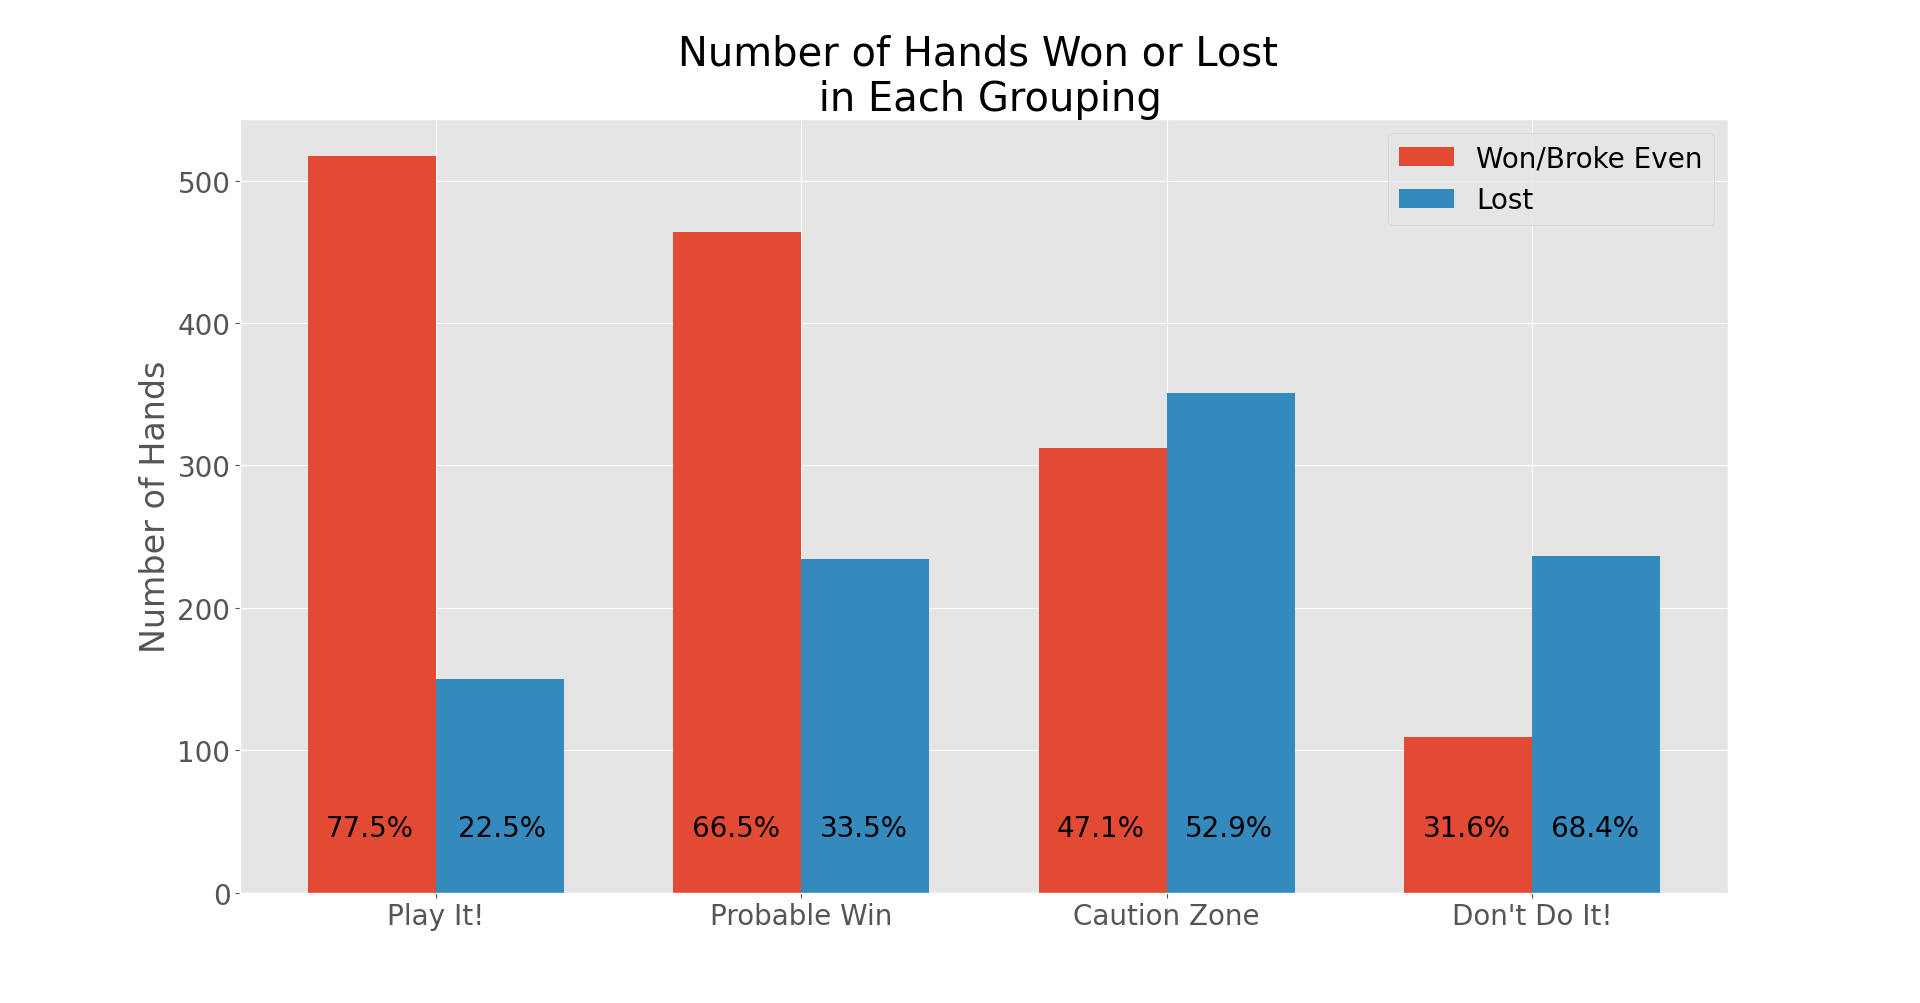 Number of Hands Won or Lost
in Each Grouping
Won/Broke Even
Lost
Number of Hands
500
400
300
200
100
0
77.5%
22.5%
66.5%
33.5%
47.1%
52.9%
31.6%
68.4%
Play It!
Probable Win
Caution Zone
Don't Do It!